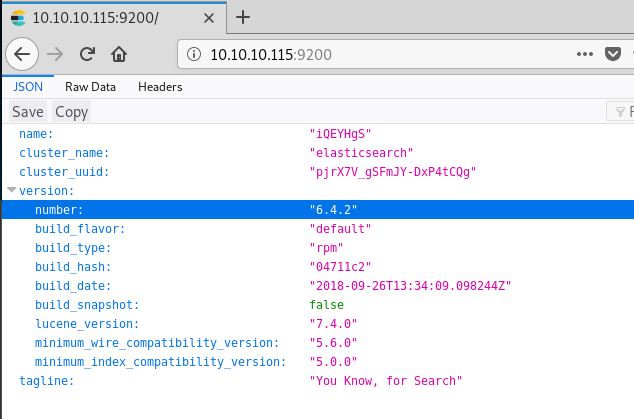 10.10.10.115:9200/
10.10.10.115:9200
JSON Raw Data Headers
Save Copy
name: "iQEYHgS"
cluster_name: "elasticsearch"
cluster_uuid: "pjrX7V_gSFmJY-DxP4tCQg"
version:
number: "6.4.2"
build_flavor: "default"
build_type: "rpm"
build_hash: "04711c2"
build_date: "2018-09-26T13:34:09.098244Z"
build_snapshot: false
lucene_version: "7.4.0"
minimum_wire_compatibility_version: "5.6.0"
minimum_index_compatibility_version: "5.0.0"
tagline: "You Know, for Search"